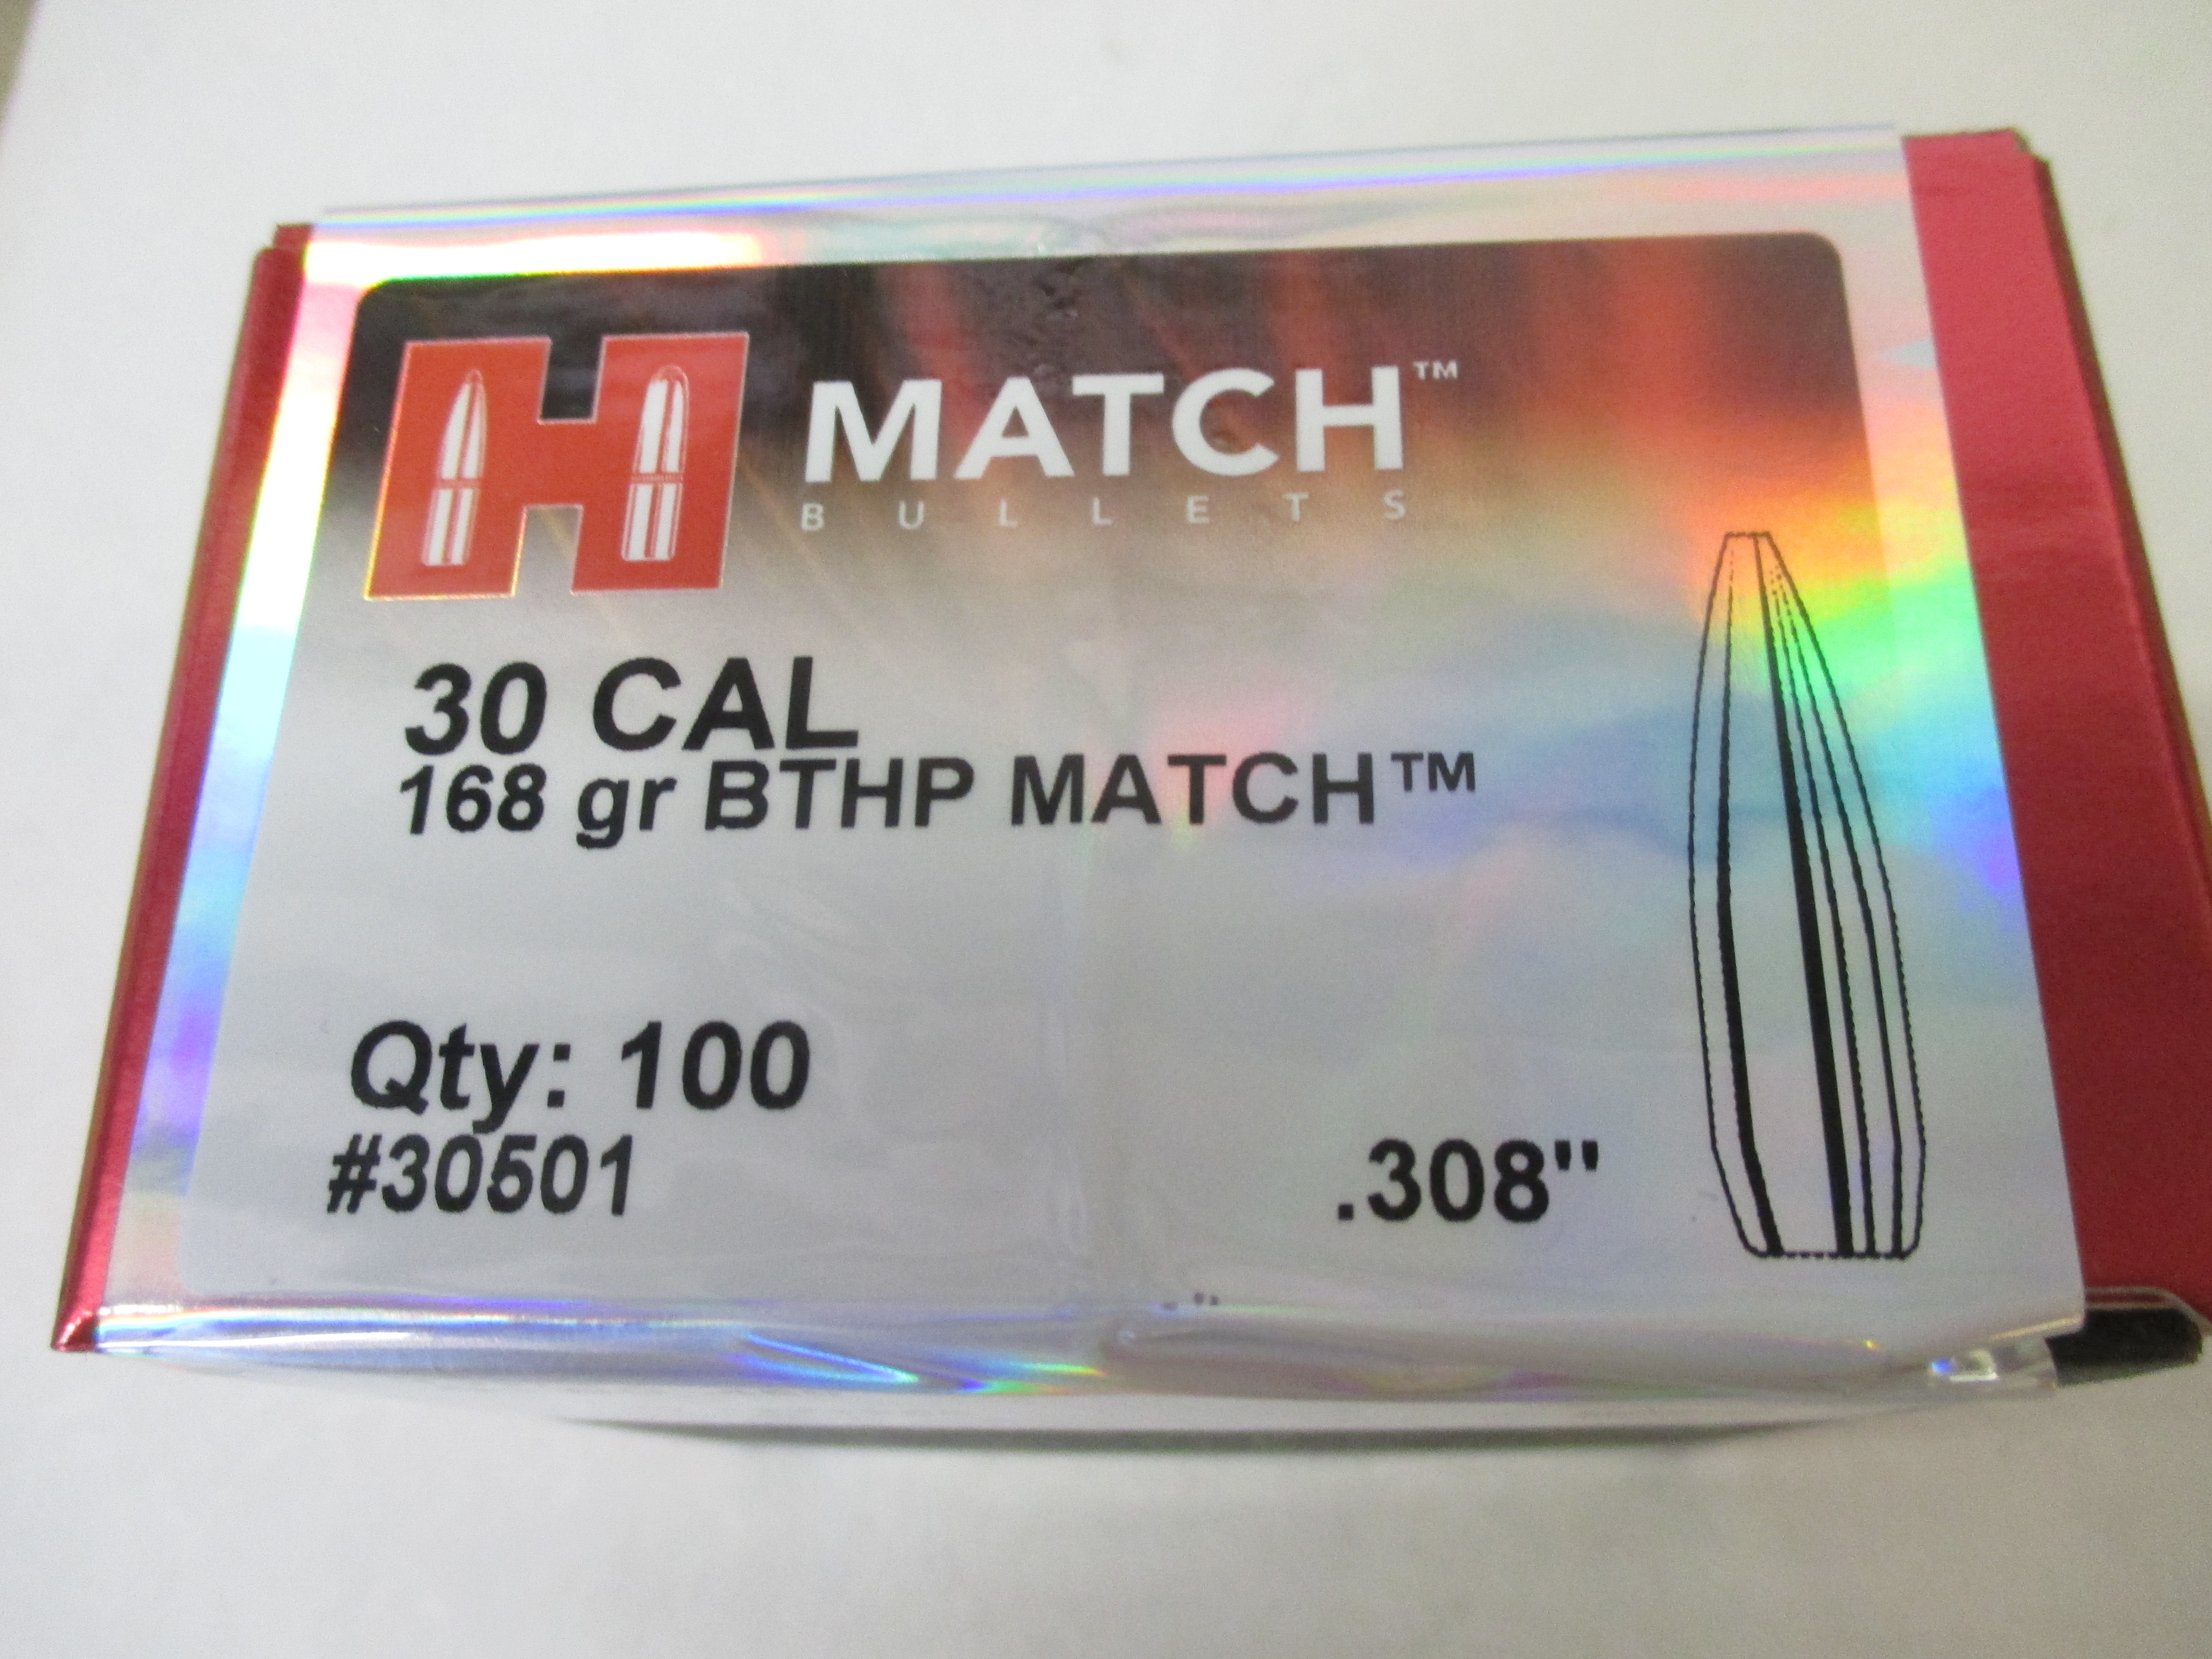 H MATCH™
BULLETS
30 CAL
168 gr BTHP MATCH™
Qty: 100
#30501
.308"